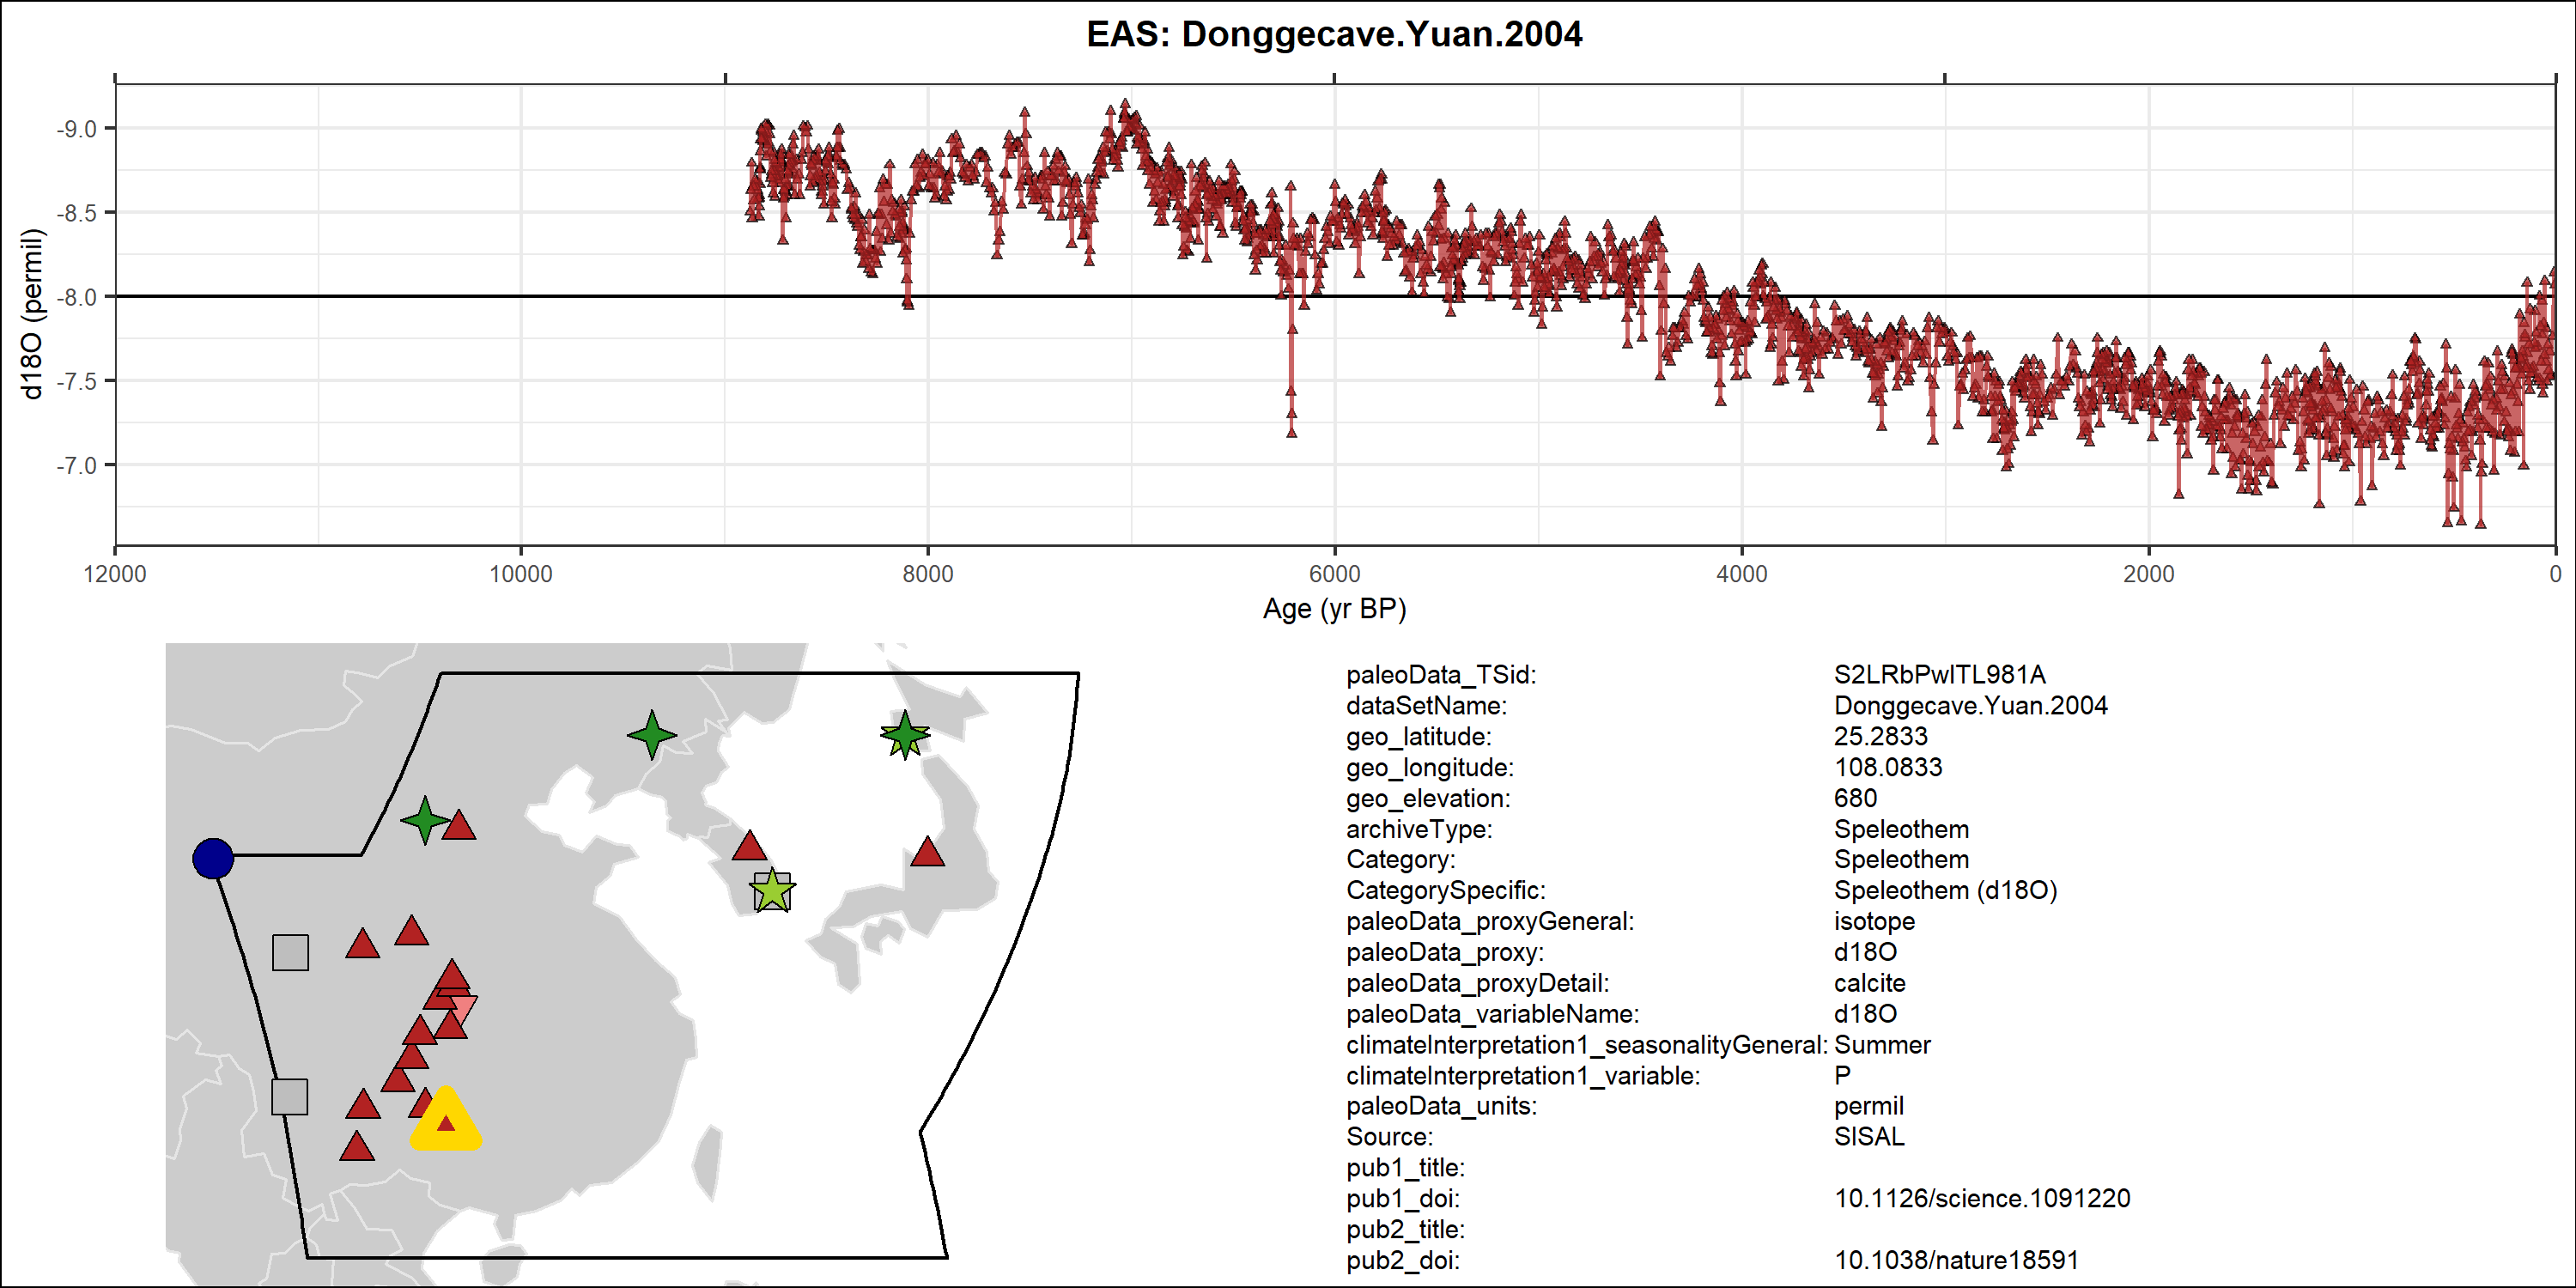 EAS: Donggecave.Yuan.2004
d18O (permil)
-9.0
-8.5
-8.0
-7.5
-7.0
12000 10000 8000 6000 4000 2000 0
Age (yr BP)
paleoData_TSid: S2LRbPwITL981A
dataSetName: Donggecave.Yuan.2004
geo_latitude: 25.2833
geo_longitude: 108.0833
geo_elevation: 680
archiveType: Speleothem
Category: Speleothem
CategorySpecific: Speleothem (d18O)
paleoData_proxyGeneral: isotope
paleoData_proxy: d18O
paleoData_proxyDetail: calcite
paleoData_variableName: d18O
climateInterpretation1_seasonalityGeneral: Summer
climateInterpretation1_variable: P
paleoData_units: permil
Source: SISAL
pub1_title:
pub1_doi: 10.1126/science.1091220
pub2_title:
pub2_doi: 10.1038/nature18591